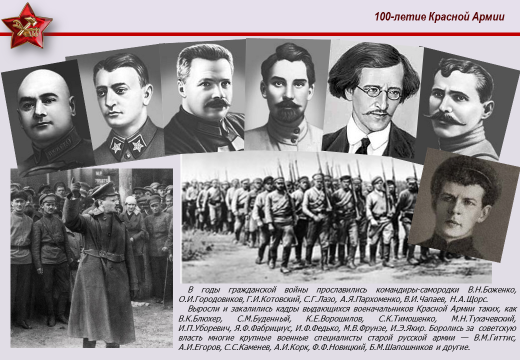 100-летие Красной Армии
В годы гражданской войны прославились командиры-самородки В.Н.Боженко,
О.И.Городовиков, Г.И.Котовский, С.Г.Лазо, А.Я.Пархоменко, В.И.Чапаев, Н.А.Щорс.
Выросли и закалились кадры выдающихся военачальников Красной Армии таких, как
В.К.Блюхер, С.М.Буденный, К.Е.Ворошилов, С.К.Тимошенко, М.Н.Тухачевский,
И.П.Уборевич, Я.Ф.Фабрициус, И.Ф.Федько, М.В.Фрунзе, И.Э.Якир. Боролись за советскую
власть многие крупные военные специалисты старой русской армии — В.М.Гиттис,
А.И.Егоров, С.С.Каменев, А.И.Корк, Ф.Ф.Новицкий, Б.М.Шапошников и другие.